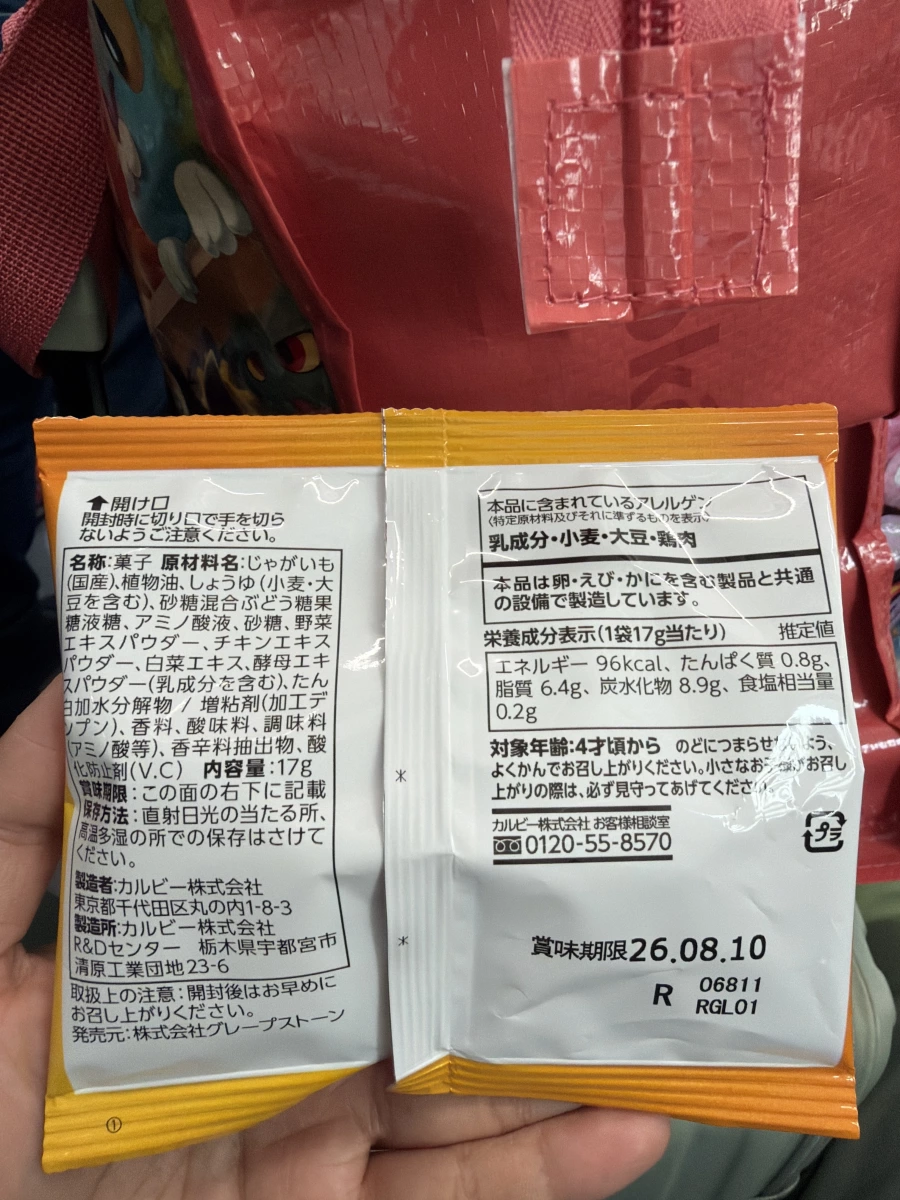 ok
⬆開け口
開封時に切り口で手を切ら
ないようご注意ください。
名称:菓子 原材料名:じゃがいも
(国産)、植物油、しょうゆ(小麦・大
豆を含む)、砂糖混合ぶどう糖果
糖液糖、アミノ酸液、砂糖、野菜
エキスパウダー、チキンエキス
パウダー、白菜エキス、酵母エキ
スパウダー(乳成分を含む)、たん
白加水分解物 / 増粘剤(加工デ
ンプン)、香料、酸味料、調味料
(アミノ酸等)、香辛料抽出物、酸
化防止剤(V.C) 内容量:17g
賞味期限:この面の右下に記載
保存方法:直射日光の当たる所、
高温多湿の所での保存はさけて
ください。
製造者:カルビー株式会社
東京都千代田区丸の内1-8-3
製造所:カルビー株式会社
R&Dセンター 栃木県宇都宮市
清原工業団地23-6
取扱上の注意:開封後はお早めに
お召し上がりください。
発売元:株式会社グレープストーン
①
*
*
本品に含まれているアレルゲン
〈特定原材料及びそれに準ずるものを表示〉
乳成分・小麦・大豆・鶏肉
本品は卵・えび・かにを含む製品と共通
の設備で製造しています。
栄養成分表示(1袋17g当たり) 推定値
エネルギー 96kcal、たんぱく質 0.8g、
脂質 6.4g、炭水化物 8.9g、食塩相当量
0.2g
対象年齢:4才頃から のどにつまらせないよう、
よくかんでお召し上がりください。小さなお子様がお召し
上がりの際は、必ず見守ってあげてください。
カルビー株式会社 お客様相談室
0120-55-8570
プラ
賞味期限26.08.10
R 06811
RGL01